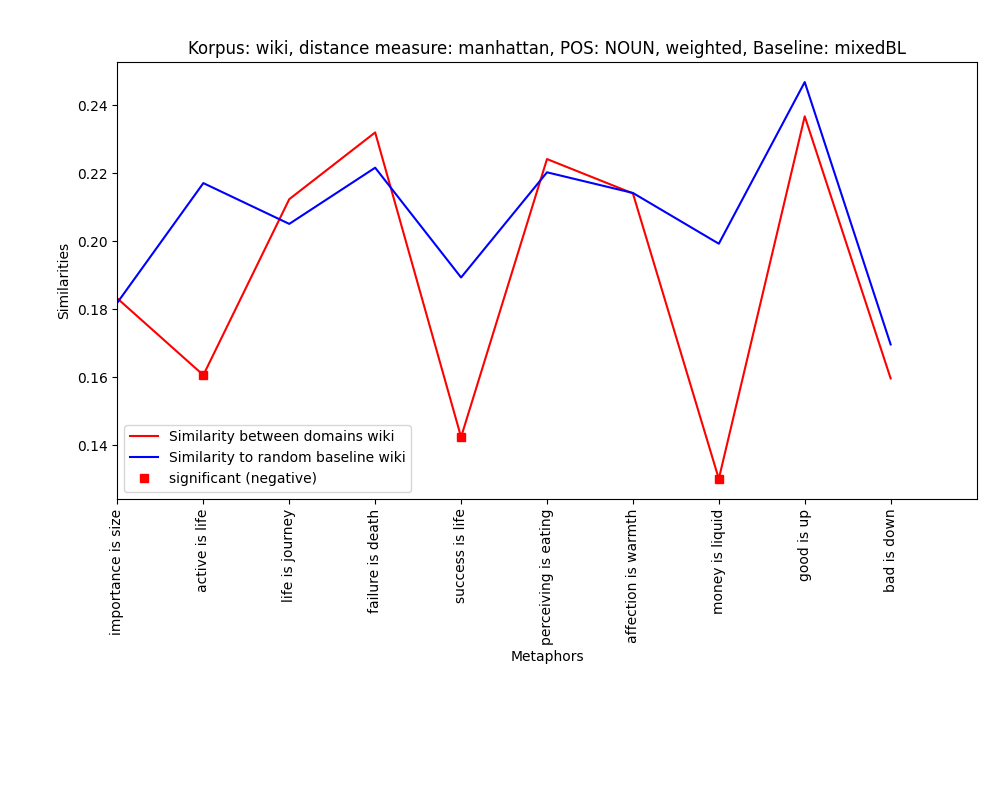 Korpus: wiki, distance measure: manhattan, POS: NOUN, weighted, Baseline: mixedBL
Similarities
0.24
0.22
0.20
0.18
0.16
0.14
Similarity between domains wiki
Similarity to random baseline wiki
significant (negative)
importance is size
active is life
life is journey
failure is death
success is life
perceiving is eating
affection is warmth
money is liquid
good is up
bad is down
Metaphors